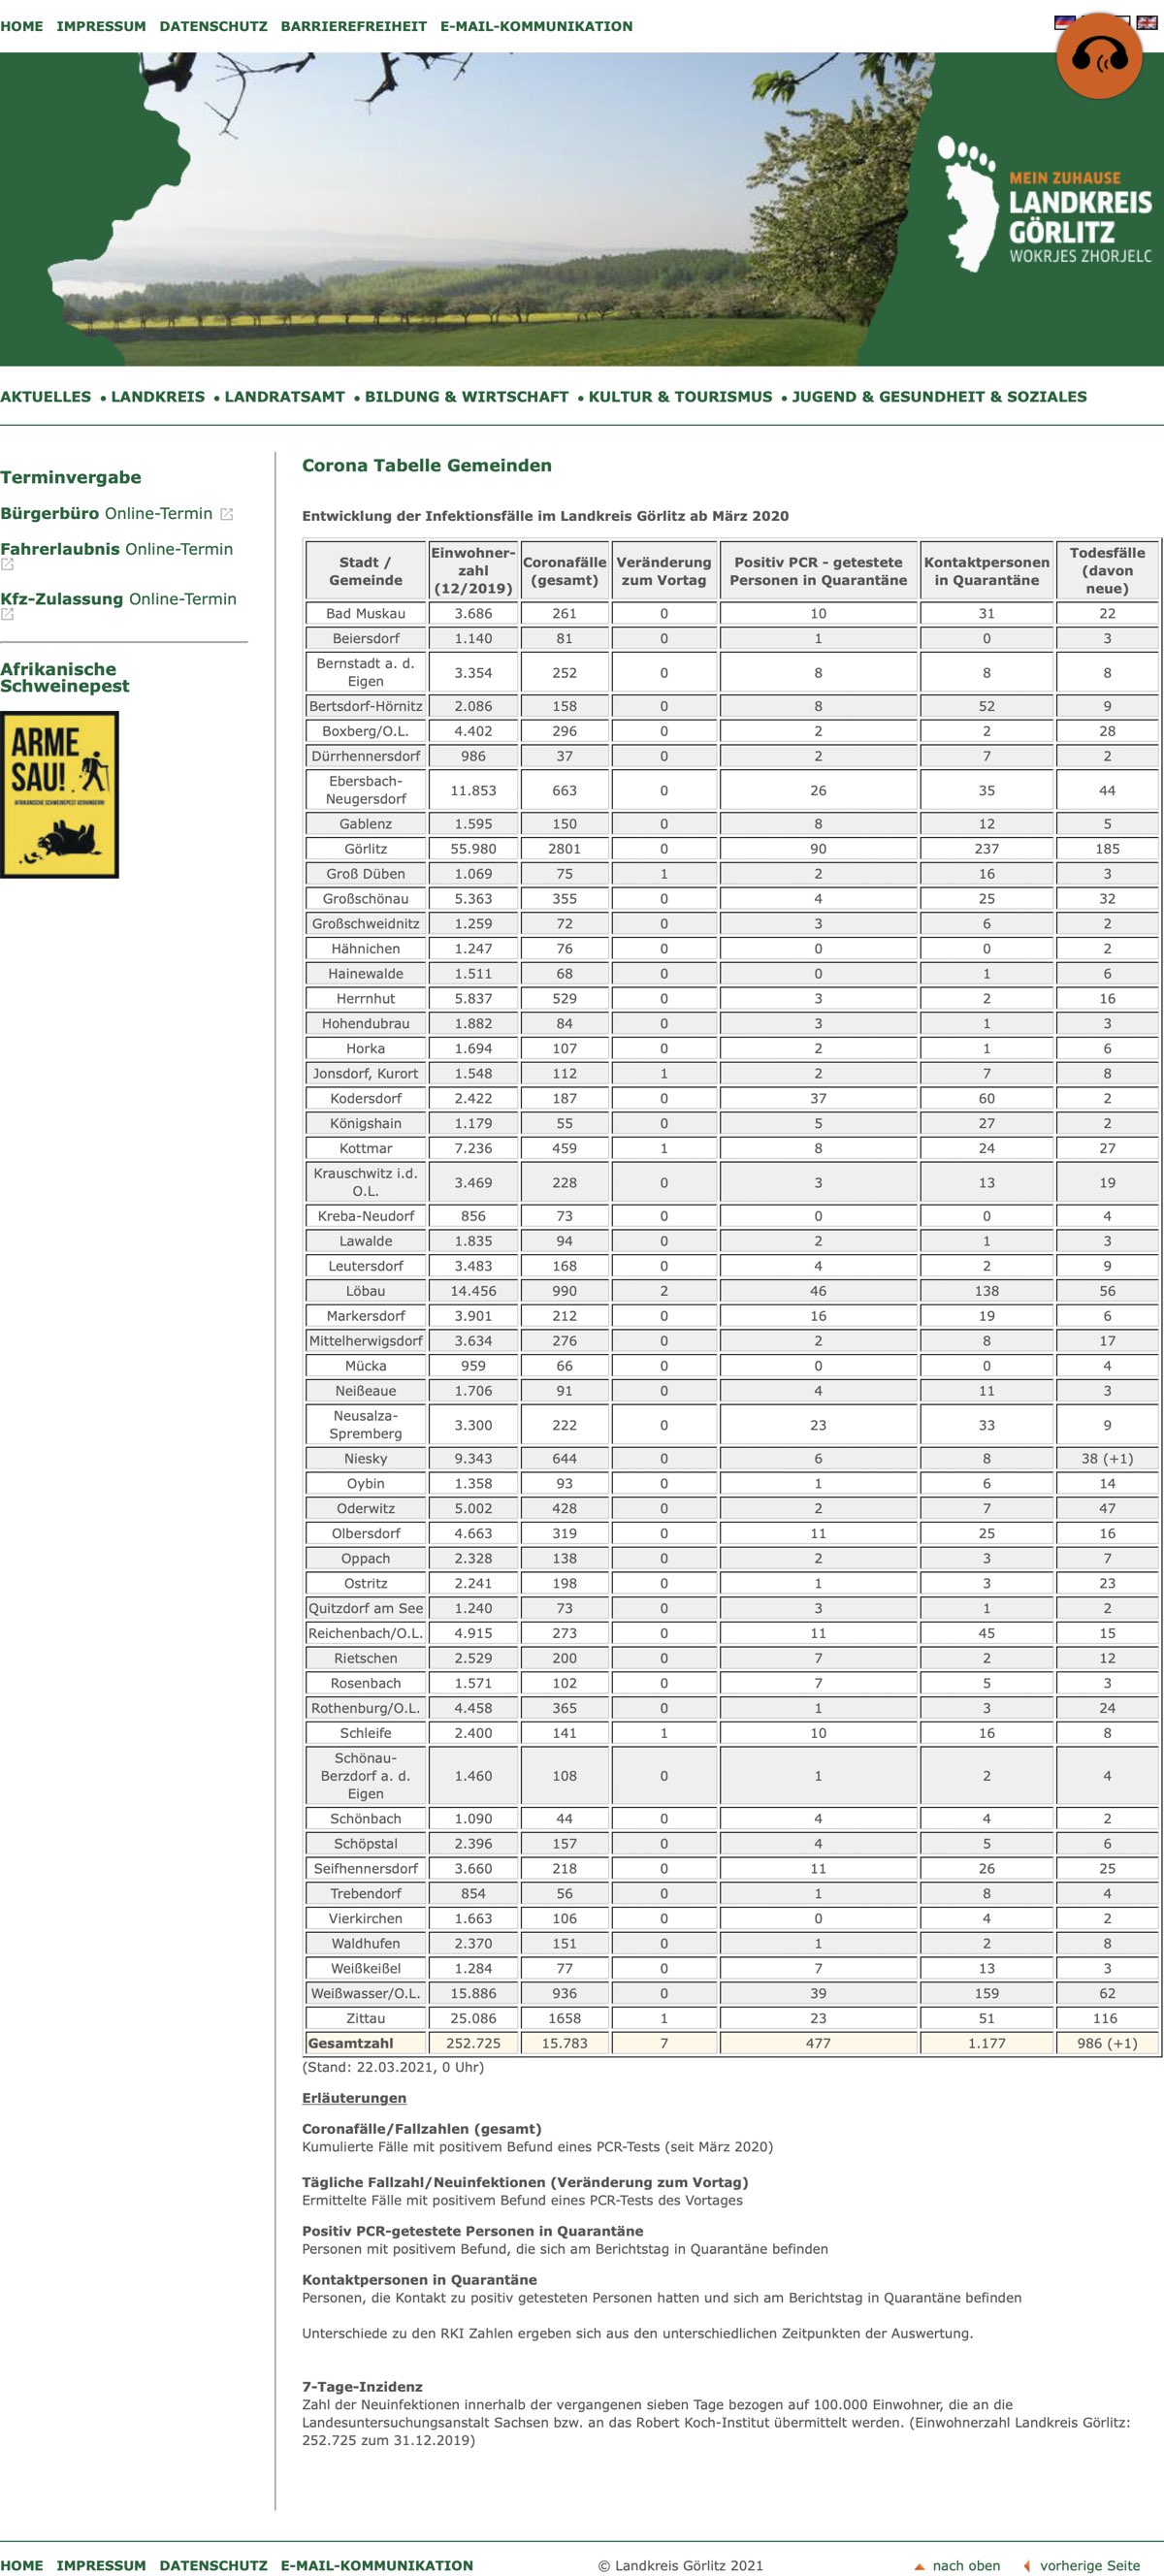 HOME IMPRESSUM DATENSCHUTZ BARRIEREFREIHEIT E-MAIL-KOMMUNIKATION
MEIN ZUHAUSE
LANDKREIS
GÖRLITZ
WOKRJES ZHORJELC
AKTUELLES • LANDKREIS • LANDRATSAMT • BILDUNG & WIRTSCHAFT • KULTUR & TOURISMUS • JUGEND & GESUNDHEIT & SOZIALES
Terminvergabe
Bürgerbüro Online-Termin
Fahrerlaubnis Online-Termin
Kfz-Zulassung Online-Termin
Afrikanische
Schweinepest
ARME
SAU!
AFRIKANISCHE SCHWEINEPEST VERHINDERN!
Corona Tabelle Gemeinden
Entwicklung der Infektionsfälle im Landkreis Görlitz ab März 2020
Stadt / Gemeinde Einwohner-zahl (12/2019) Coronafälle (gesamt) Veränderung zum Vortag Positiv PCR - getestete Personen in Quarantäne Kontaktpersonen in Quarantäne Todesfälle (davon neue)
Bad Muskau 3.686 261 0 10 31 22
Beiersdorf 1.140 81 0 1 0 3
Bernstadt a. d. Eigen 3.354 252 0 8 8 8
Bertsdorf-Hörnitz 2.086 158 0 8 52 9
Boxberg/O.L. 4.402 296 0 2 2 28
Dürrhennersdorf 986 37 0 2 7 2
Ebersbach-Neugersdorf 11.853 663 0 26 35 44
Gablenz 1.595 150 0 8 12 5
Görlitz 55.980 2801 0 90 237 185
Groß Düben 1.069 75 1 2 16 3
Großschönau 5.363 355 0 4 25 32
Großschweidnitz 1.259 72 0 3 6 2
Hähnichen 1.247 76 0 0 0 2
Hainewalde 1.511 68 0 0 1 6
Herrnhut 5.837 529 0 3 2 16
Hohendubrau 1.882 84 0 3 1 3
Horka 1.694 107 0 2 1 6
Jonsdorf, Kurort 1.548 112 1 2 7 8
Kodersdorf 2.422 187 0 37 60 2
Königshain 1.179 55 0 5 27 2
Kottmar 7.236 459 1 8 24 27
Krauschwitz i.d. O.L. 3.469 228 0 3 13 19
Kreba-Neudorf 856 73 0 0 0 4
Lawalde 1.835 94 0 2 1 3
Leutersdorf 3.483 168 0 4 2 9
Löbau 14.456 990 2 46 138 56
Markersdorf 3.901 212 0 16 19 6
Mittelherwigsdorf 3.634 276 0 2 8 17
Mücka 959 66 0 0 0 4
Neißeaue 1.706 91 0 4 11 3
Neusalza-Spremberg 3.300 222 0 23 33 9
Niesky 9.343 644 0 6 8 38 (+1)
Oybin 1.358 93 0 1 6 14
Oderwitz 5.002 428 0 2 7 47
Olbersdorf 4.663 319 0 11 25 16
Oppach 2.328 138 0 2 3 7
Ostritz 2.241 198 0 1 3 23
Quitzdorf am See 1.240 73 0 3 1 2
Reichenbach/O.L. 4.915 273 0 11 45 15
Rietschen 2.529 200 0 7 2 12
Rosenbach 1.571 102 0 7 5 3
Rothenburg/O.L. 4.458 365 0 1 3 24
Schleife 2.400 141 1 10 16 8
Schönau-Berzdorf a. d. Eigen 1.460 108 0 1 2 4
Schönbach 1.090 44 0 4 4 2
Schöpstal 2.396 157 0 4 5 6
Seifhennersdorf 3.660 218 0 11 26 25
Trebendorf 854 56 0 1 8 4
Vierkirchen 1.663 106 0 0 4 2
Waldhufen 2.370 151 0 1 2 8
Weißkeißel 1.284 77 0 7 13 3
Weißwasser/O.L. 15.886 936 0 39 159 62
Zittau 25.086 1658 1 23 51 116
Gesamtzahl 252.725 15.783 7 477 1.177 986 (+1)
(Stand: 22.03.2021, 0 Uhr)
Erläuterungen
Coronafälle/Fallzahlen (gesamt)
Kumulierte Fälle mit positivem Befund eines PCR-Tests (seit März 2020)
Tägliche Fallzahl/Neuinfektionen (Veränderung zum Vortag)
Ermittelte Fälle mit positivem Befund eines PCR-Tests des Vortages
Positiv PCR-getestete Personen in Quarantäne
Personen mit positivem Befund, die sich am Berichtstag in Quarantäne befinden
Kontaktpersonen in Quarantäne
Personen, die Kontakt zu positiv getesteten Personen hatten und sich am Berichtstag in Quarantäne befinden
Unterschiede zu den RKI Zahlen ergeben sich aus den unterschiedlichen Zeitpunkten der Auswertung.
7-Tage-Inzidenz
Zahl der Neuinfektionen innerhalb der vergangenen sieben Tage bezogen auf 100.000 Einwohner, die an die
Landesuntersuchungsanstalt Sachsen bzw. an das Robert Koch-Institut übermittelt werden. (Einwohnerzahl Landkreis Görlitz:
252.725 zum 31.12.2019)
HOME IMPRESSUM DATENSCHUTZ E-MAIL-KOMMUNIKATION © Landkreis Görlitz 2021 nach oben vorherige Seite